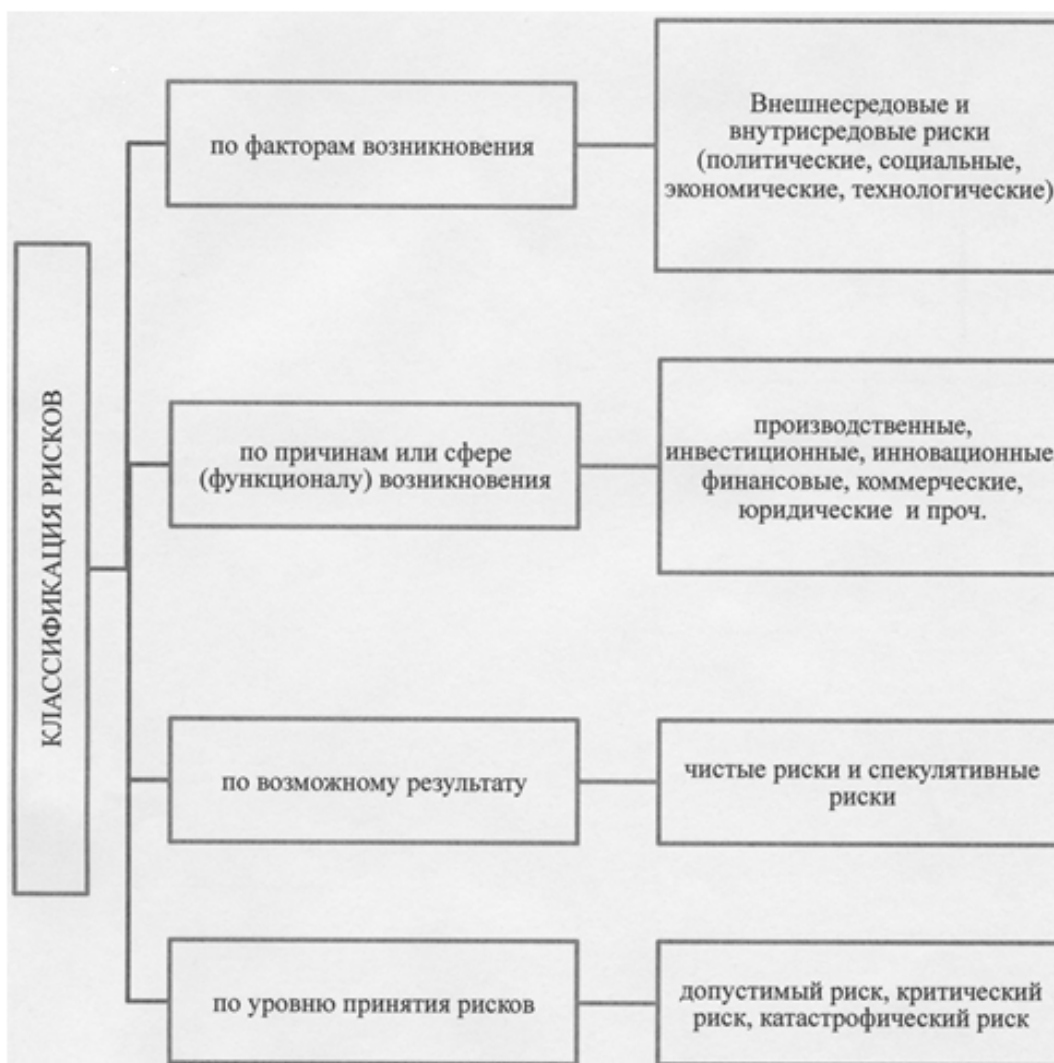 КЛАССИФИКАЦИЯ РИСКОВ
по факторам возникновения
Внешнесредовые и
внутрисредовые риски
(политические, социальные,
экономические, технологические)
по причинам или сфере
(функционалу) возникновения
производственные,
инвестиционные, инновационные
финансовые, коммерческие,
юридические и проч.
по возможному результату
чистые риски и спекулятивные
риски
по уровню принятия рисков
допустимый риск, критический
риск, катастрофический риск